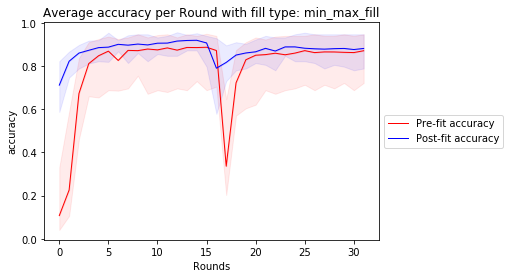 Average accuracy per Round with fill type: min_max_fill
1.0
0.8
0.6
0.4
0.2
0.0
accuracy
0
5
10
15
20
25
30
Rounds
Pre-fit accuracy
Post-fit accuracy